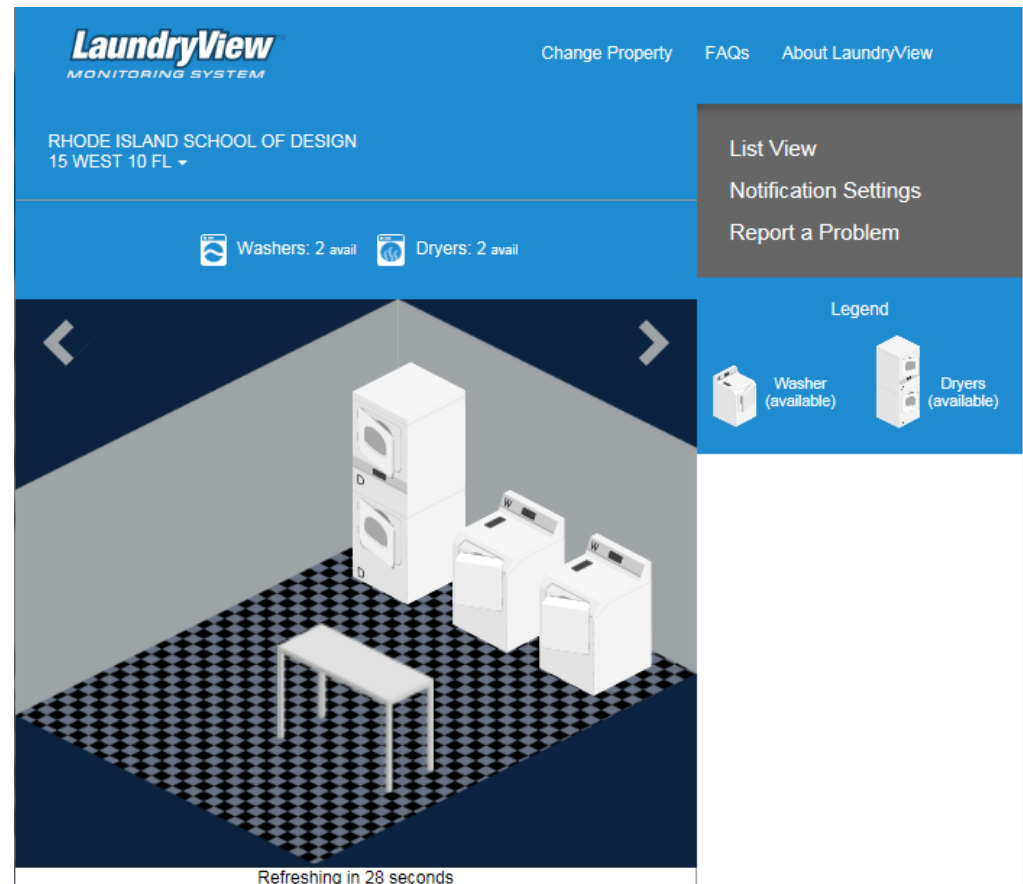 LaundryView
MONITORING SYSTEM
Change Property FAQs About LaundryView
RHODE ISLAND SCHOOL OF DESIGN
15 WEST 10 FL
List View
Notification Settings
Report a Problem
Washers: 2 avail Dryers: 2 avail
Legend
Washer
(available)
Dryers
(available)
D
D
W
W
Refreshing in 28 seconds